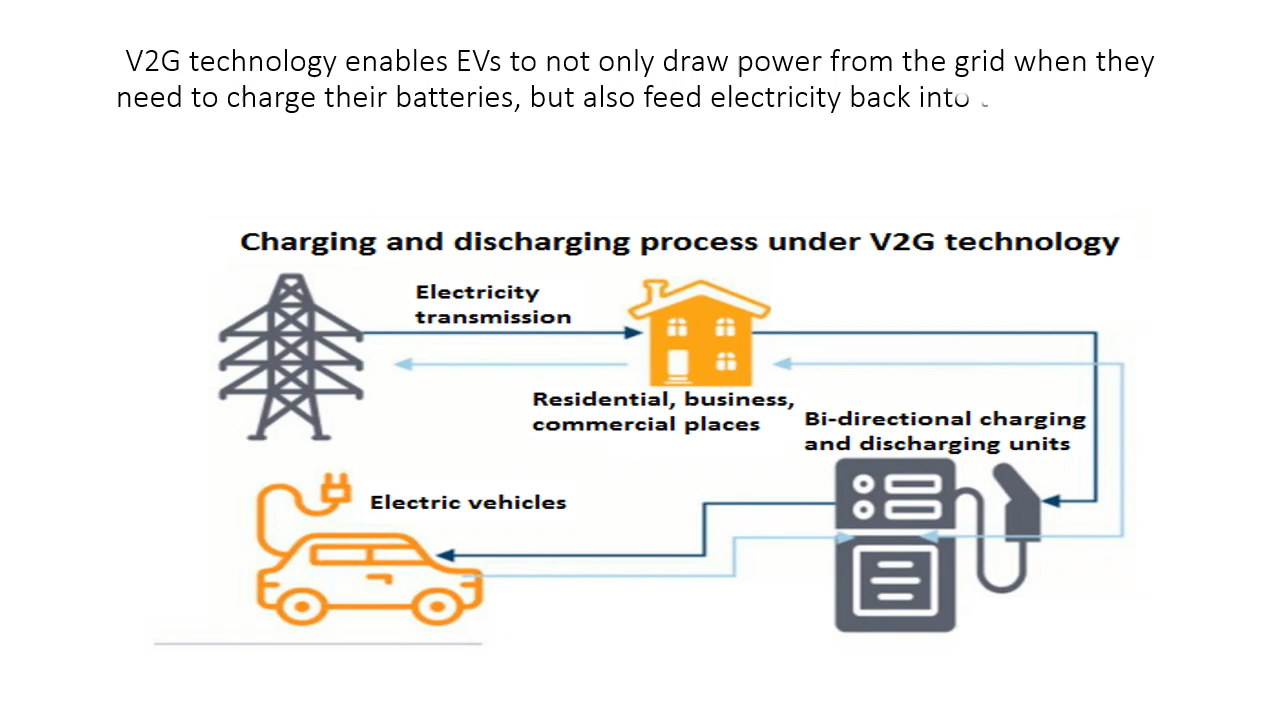 V2G technology enables EVs to not only draw power from the grid when they
need to charge their batteries, but also feed electricity back into
Charging and discharging process under V2G technology
Electricity
transmission
Residential, business,
commercial places
Bi-directional charging
and discharging units
Electric vehicles